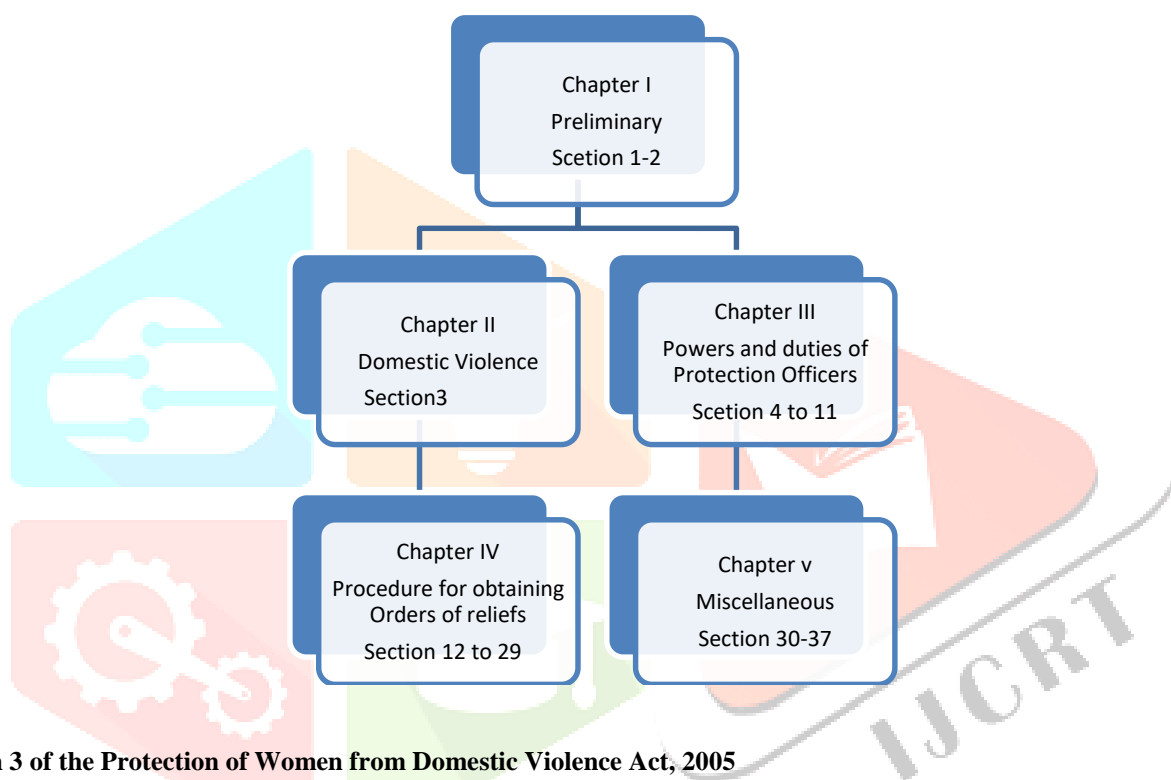 Chapter I
Preliminary
Scetion 1-2
Chapter II
Domestic Violence
Section3
Chapter III
Powers and duties of
Protection Officers
Scetion 4 to 11
Chapter IV
Procedure for obtaining
Orders of reliefs
Section 12 to 29
Chapter v
Miscellaneous
Section 30-37
IJCRT
3 of the Protection of Women from Domestic Violence Act, 2005